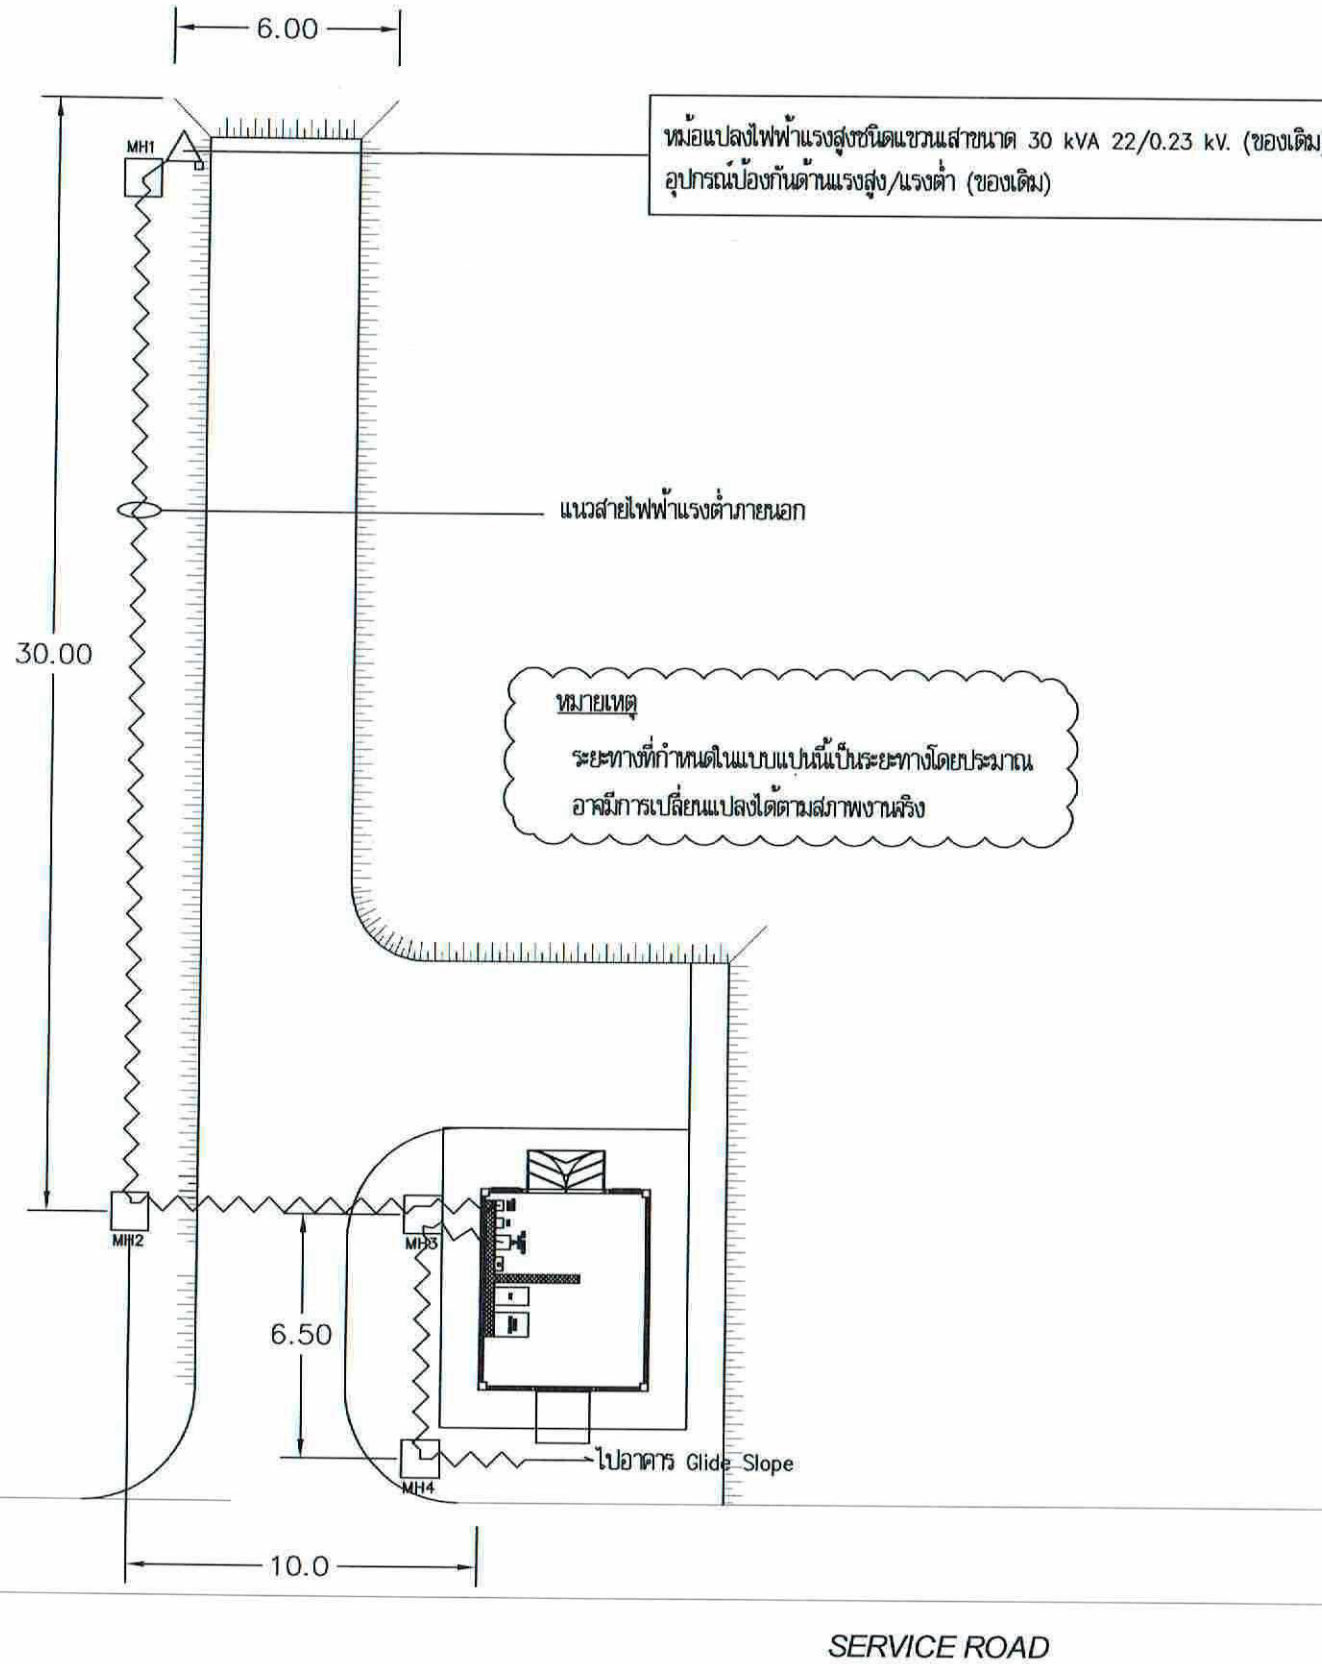 6.00
หม้อแปลงไฟฟ้าแรงสูงชนิดแขวนเสาขนาด 30 kVA 22/0.23 kV. (ของเดิม)
อุปกรณ์ป้องกันด้านแรงสูง/แรงต่ำ (ของเดิม)
MH1
แนวสายไฟฟ้าแรงต่ำภายนอก
30.00
หมายเหตุ
ระยะทางที่กำหนดในแบบแปนนี้เป็นระยะทางโดยประมาณ
อาจมีการเปลี่ยนแปลงได้ตามสภาพงานจริง
MH2
MH3
6.50
ไปอาคาร Glide Slope
MH4
10.0
SERVICE ROAD